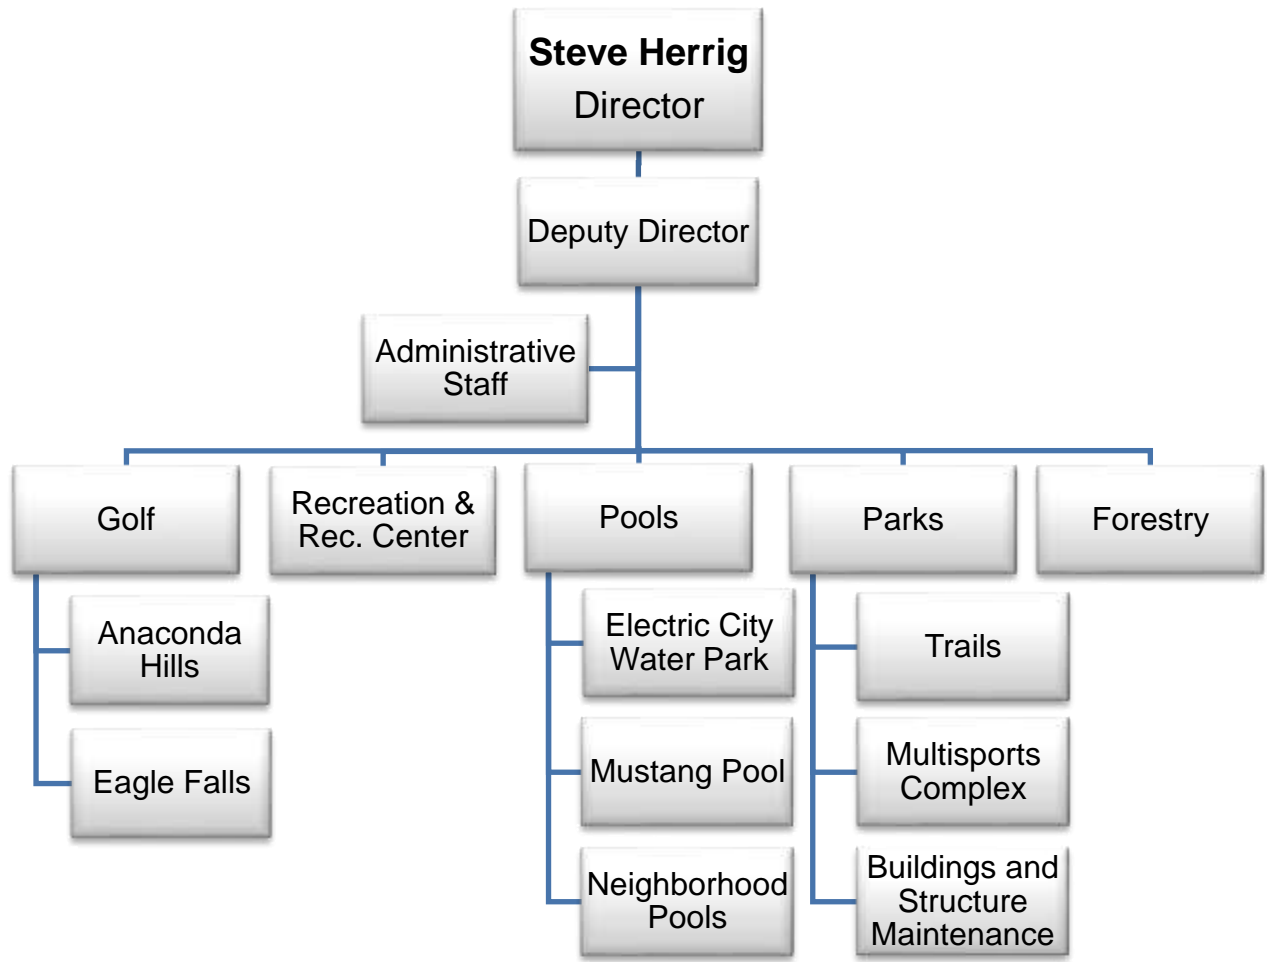 Steve Herrig
Director
Deputy Director
Administrative
Staff
Golf
Recreation &
Rec. Center
Pools
Parks
Forestry
Anaconda
Hills
Eagle Falls
Electric City
Water Park
Mustang Pool
Neighborhood
Pools
Trails
Multisports
Complex
Buildings and
Structure
Maintenance